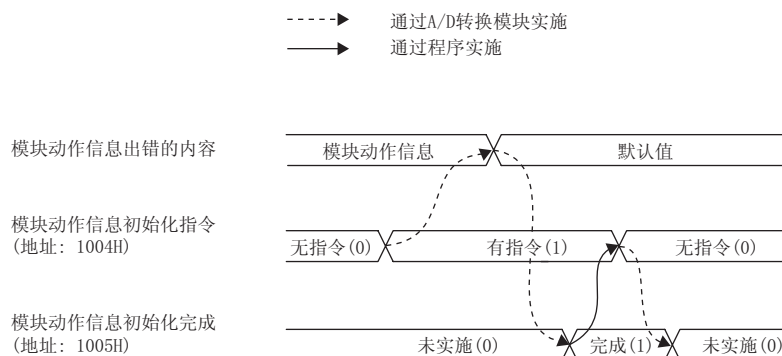 通过A/D转换模块实施
通过程序实施
模块动作信息出错的内容
模块动作信息
默认值
模块动作信息初始化指令
(地址: 1004H)
无指令(0)
有指令(1)
无指令(0)
模块动作信息初始化完成
(地址: 1005H)
未实施(0)
完成(1)
未实施(0)